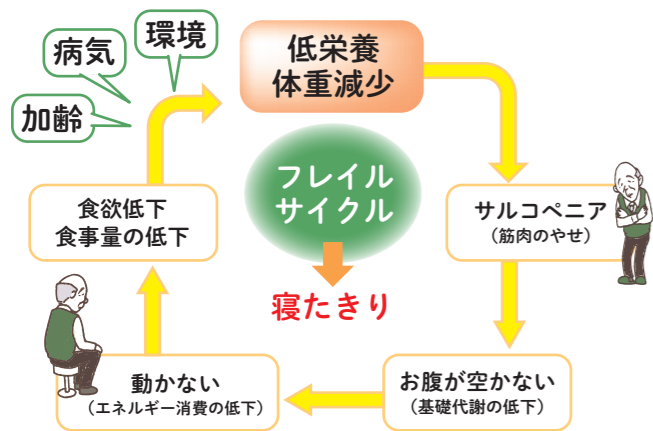 環境
病気
加齢
低栄養
体重減少
フレイル
サイクル
寝たきり
サルコペニア
（筋肉のやせ）
お腹が空かない
（基礎代謝の低下）
動かない
（エネルギー消費の低下）
食欲低下
食事量の低下